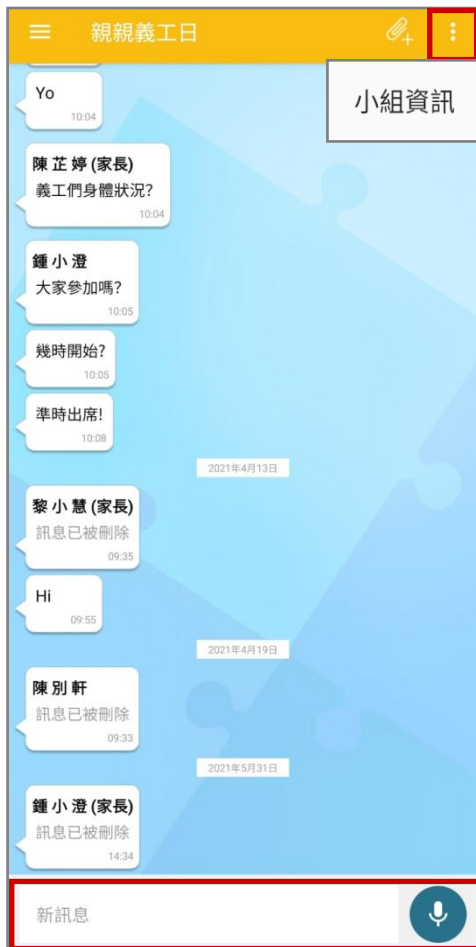 親親義工日
小組資訊
Yo
10:04
陳 芷 婷 (家長)
義工們身體狀況?
10:04
鍾 小 澄
大家參加嗎?
10:05
幾時開始?
10:05
準時出席!
10:08
2021年4月13日
黎 小 慧 (家長)
訊息已被刪除
09:35
Hi
09:55
2021年4月19日
陳 別 軒
訊息已被刪除
09:33
2021年5月31日
鍾 小 澄 (家長)
訊息已被刪除
14:34
新訊息